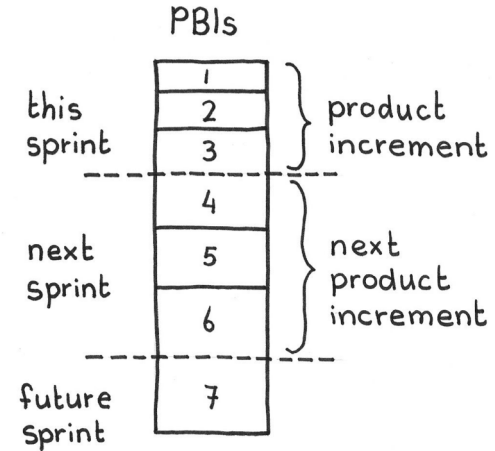 PBIs
this
sprint
1
2
3
product
increment
next
sprint
4
5
6
next
product
increment
future
sprint
7